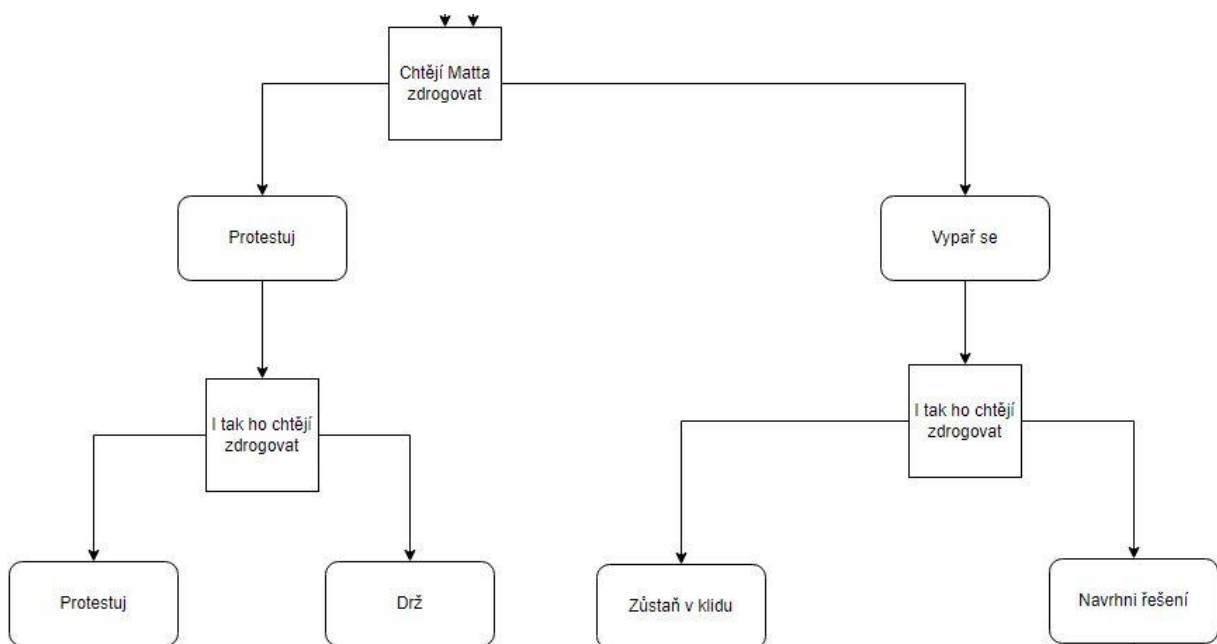 Chtějí Matta
zdrogovat
Protestuj
Vypař se
I tak ho chtějí
zdrogovat
I tak ho chtějí
zdrogovat
Protestuj
Drž
Zůstaň v klidu
Navrhni řešení